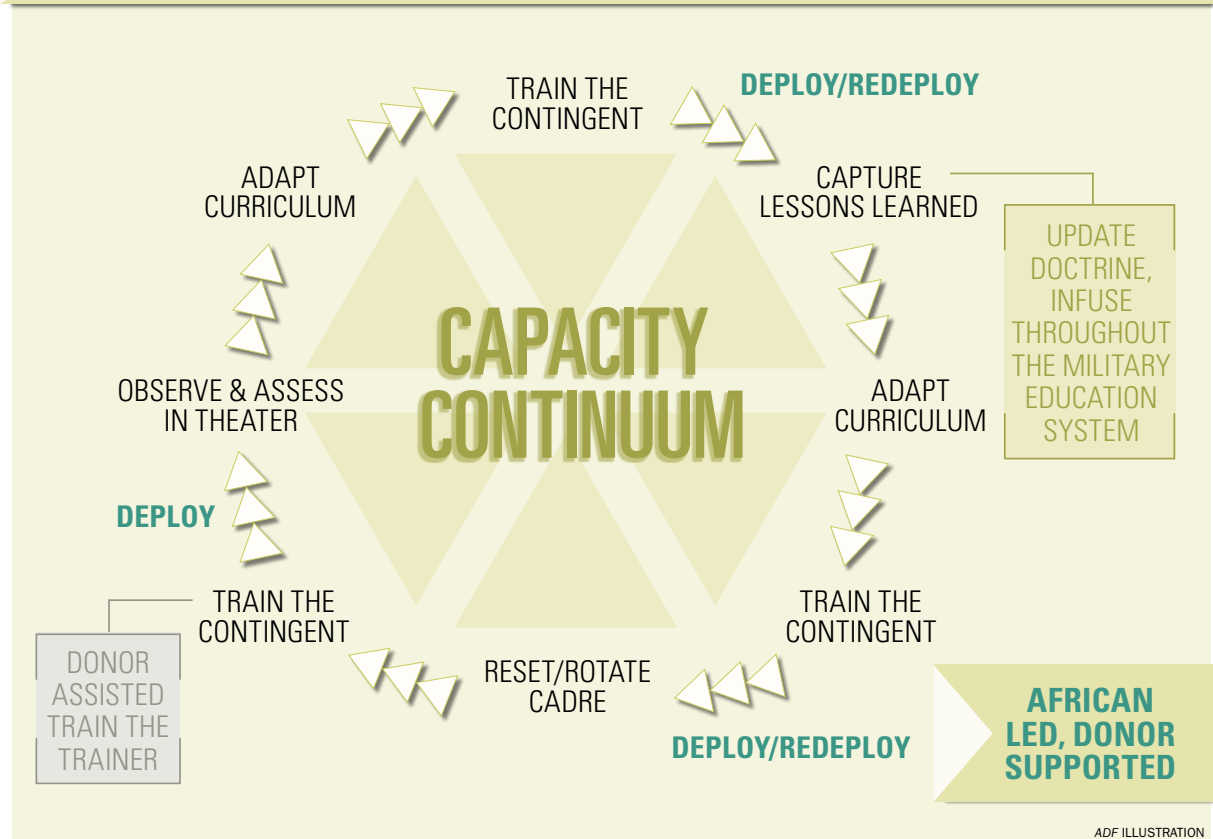 TRAIN THE
CONTINGENT
DEPLOY/REDEPLOY
CAPTURE
LESSONS LEARNED
UPDATE
DOCTRINE,
INFUSE
THROUGHOUT
THE MILITARY
EDUCATION
SYSTEM
ADAPT
CURRICULUM
TRAIN THE
CONTINGENT
DEPLOY/REDEPLOY
RESET/ROTATE
CADRE
TRAIN THE
CONTINGENT
DONOR
ASSISTED
TRAIN THE
TRAINER
DEPLOY
OBSERVE & ASSESS
IN THEATER
ADAPT
CURRICULUM
CAPACITY
CONTINUUM
AFRICAN
LED, DONOR
SUPPORTED
ADF ILLUSTRATION